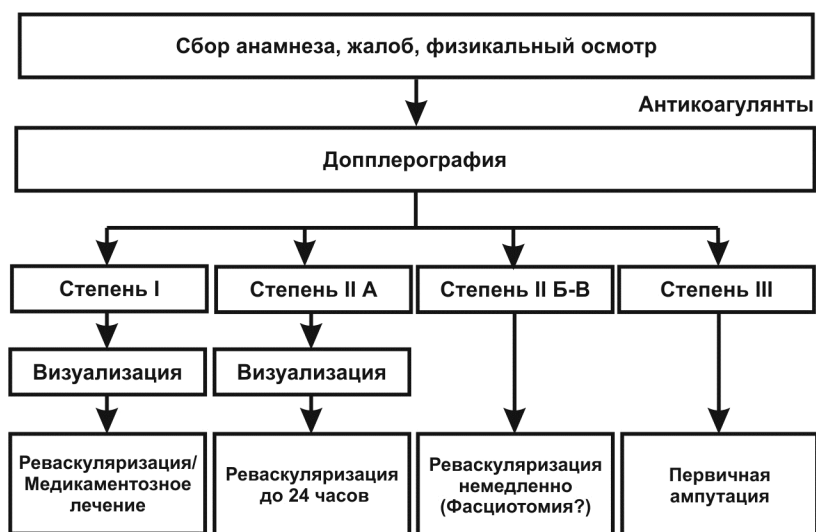 Сбор анамнеза, жалоб, физикальный осмотр
Антикоагулянты
Допплерография
Степень I
Степень II А
Степень II Б-В
Степень III
Визуализация
Визуализация
Реваскуляризация/
Медикаментозное
лечение
Реваскуляризация
до 24 часов
Реваскуляризация
немедленно
(Фасциотомия?)
Первичная
ампутация